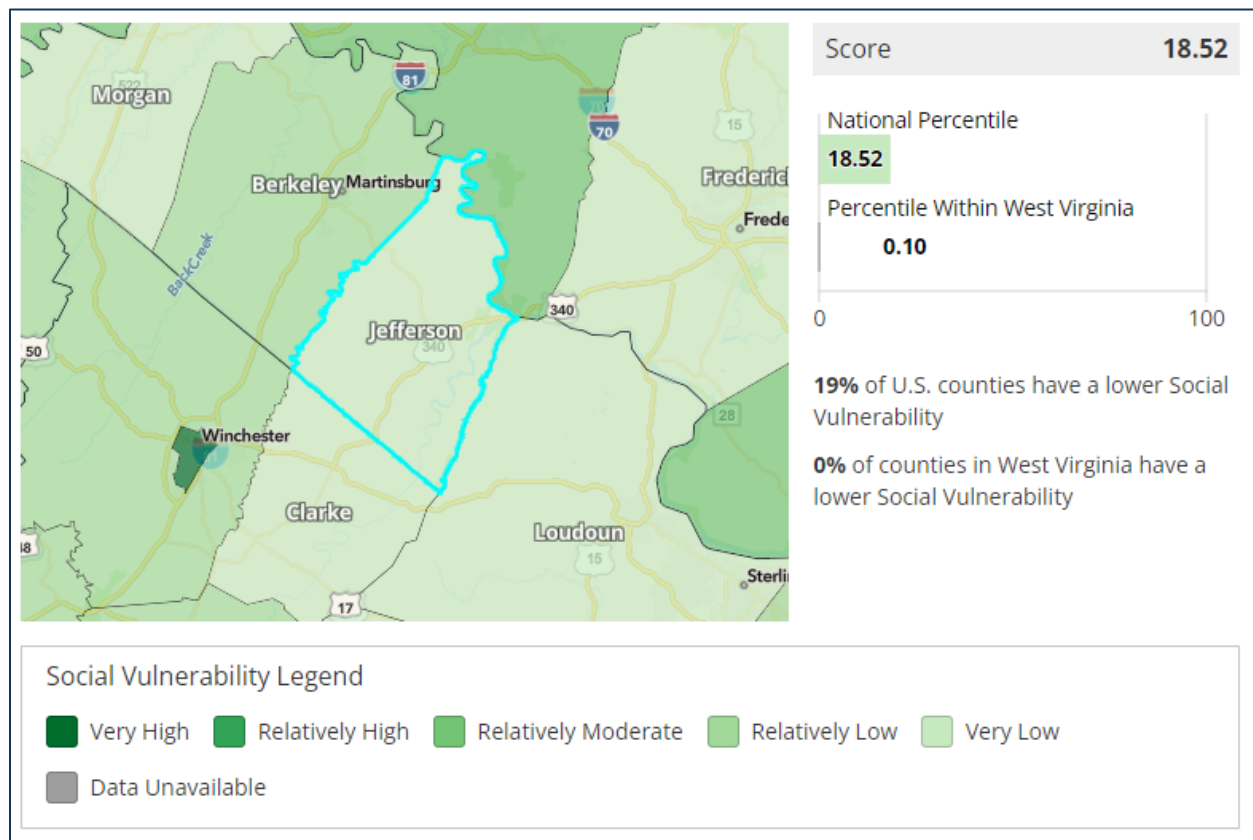 522
Morgan
81
70
70
15
Frederic
Berkeley
Martinsburg
Frede
BackCreek
340
Jefferson
340
50
28
Winchester
Clarke
Loudoun
15
17
Sterli
Score 18.52
National Percentile
18.52
Percentile Within West Virginia
0.10
0 100
19% of U.S. counties have a lower Social
Vulnerability
0% of counties in West Virginia have a
lower Social Vulnerability
Social Vulnerability Legend
Very High Relatively High Relatively Moderate Relatively Low Very Low
Data Unavailable